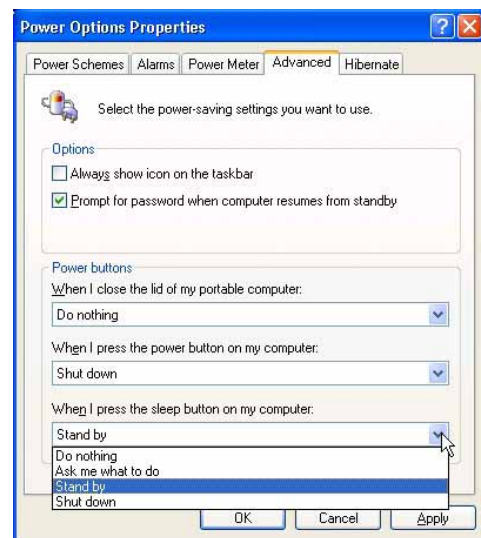 Power Options Properties
Power Schemes Alarms Power Meter Advanced Hibernate
Select the power-saving settings you want to use.
Options
Always show icon on the taskbar
Prompt for password when computer resumes from standby
Power buttons
When I close the lid of my portable computer:
Do nothing
When I press the power button on my computer:
Shut down
When I press the sleep button on my computer:
Stand by
Do nothing
Ask me what to do
Stand by
Shut down
OK Cancel Apply